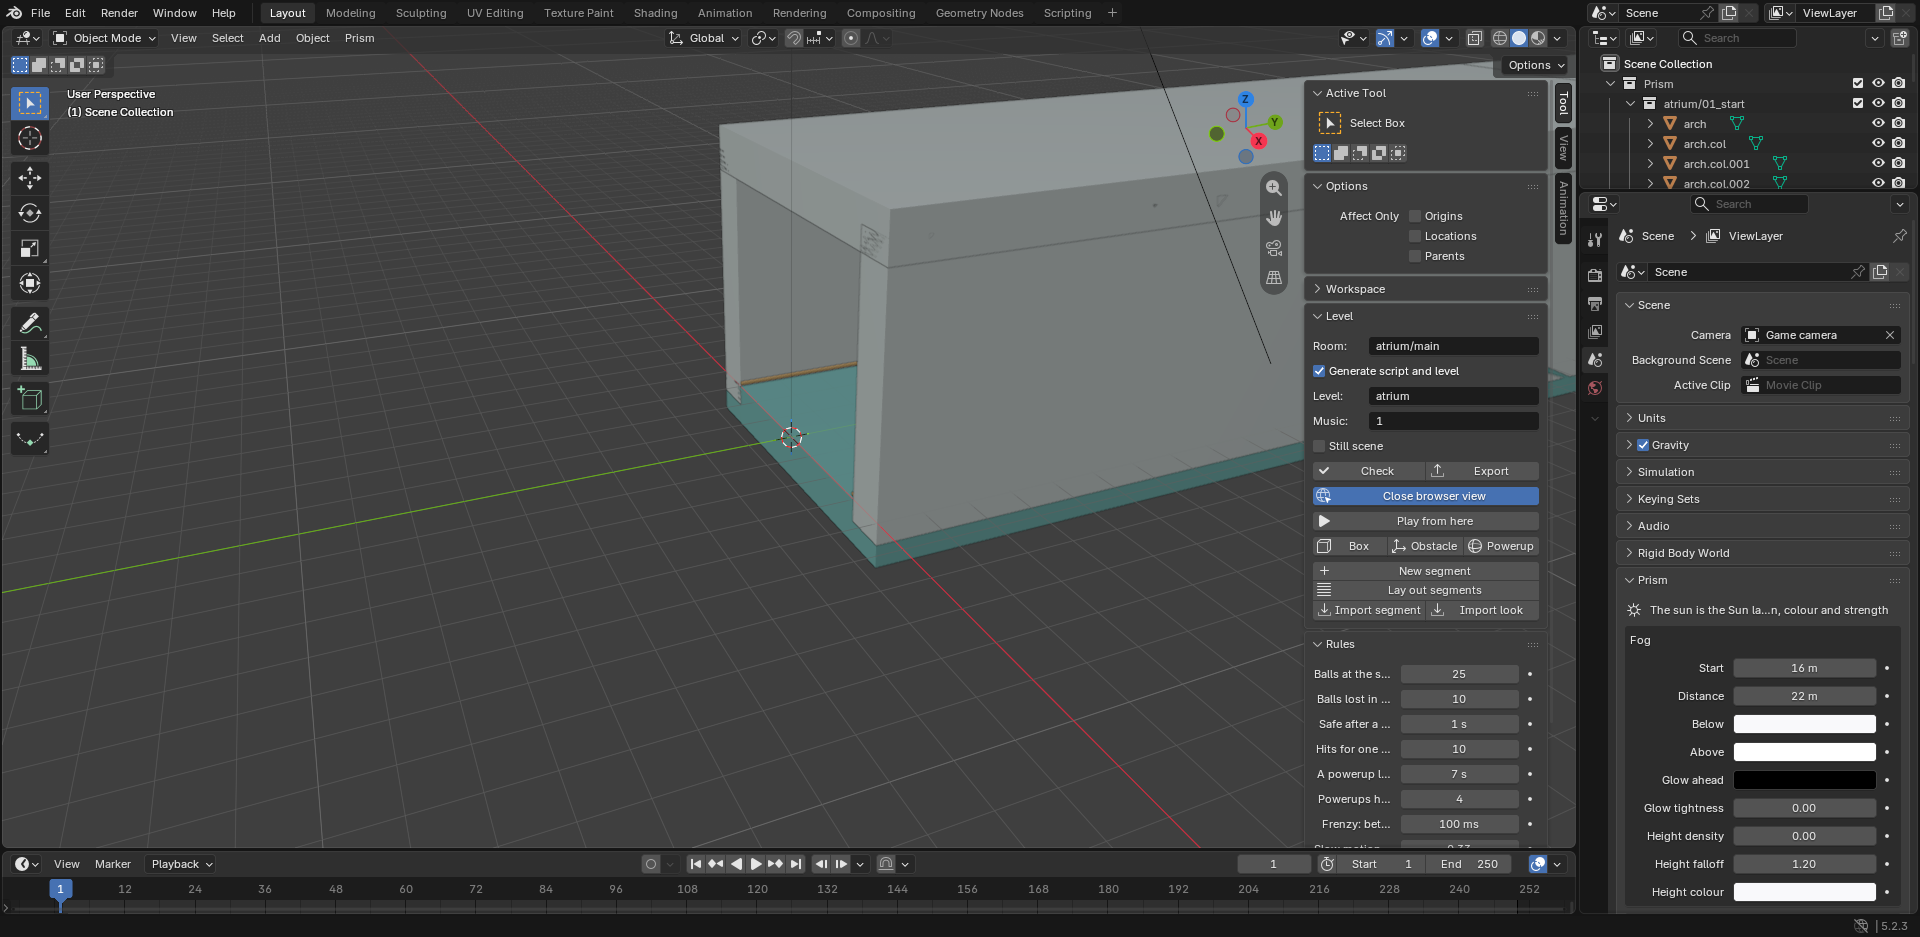 File Edit Render Window Help Layout Modeling Sculpting UV Editing Texture Paint Shading Animation Rendering Compositing Geometry Nodes Scripting + Scene ViewLayer
Object Mode View Select Add Object Prism Global Search
Options
User Perspective
(1) Scene Collection
Z
Y
X
Tool
View
Animation
Active Tool
Select Box
Options
Affect Only Origins
Locations
Parents
Workspace
Level
Room: atrium/main
Generate script and level
Level: atrium
Music: 1
Still scene
Check Export
Close browser view
Play from here
Box Obstacle Powerup
New segment
Lay out segments
Import segment Import look
Rules
Balls at the s... 25
Balls lost in ... 10
Safe after a ... 1 s
Hits for one ... 10
A powerup l... 7 s
Powerups h... 4
Frenzy: bet... 100 ms
Scene Collection
Prism
atrium/01_start
arch
arch.col
arch.col.001
arch.col.002
Search
Scene > ViewLayer
Scene
Scene
Camera Game camera
Background Scene Scene
Active Clip Movie Clip
Units
Gravity
Simulation
Keying Sets
Audio
Rigid Body World
Prism
The sun is the Sun la...n, colour and strength
Fog
Start 16 m
Distance 22 m
Below
Above
Glow ahead
Glow tightness 0.00
Height density 0.00
Height falloff 1.20
Height colour
View Marker Playback 1 Start 1 End 250
1 12 24 36 48 60 72 84 96 108 120 132 144 156 168 180 192 204 216 228 240 252
5.2.3